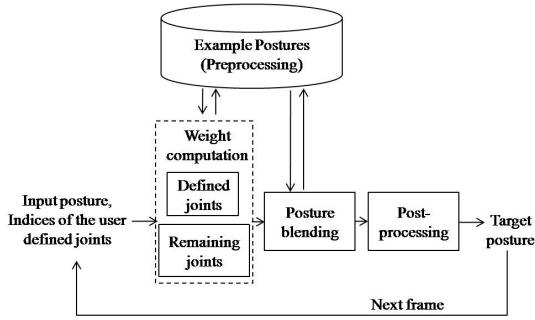 Example Postures
(Preprocessing)
Weight
computation
Defined
joints
Remaining
joints
Input posture,
Indices of the user
defined joints
Posture
blending
Post-
processing
Target
posture
Next frame